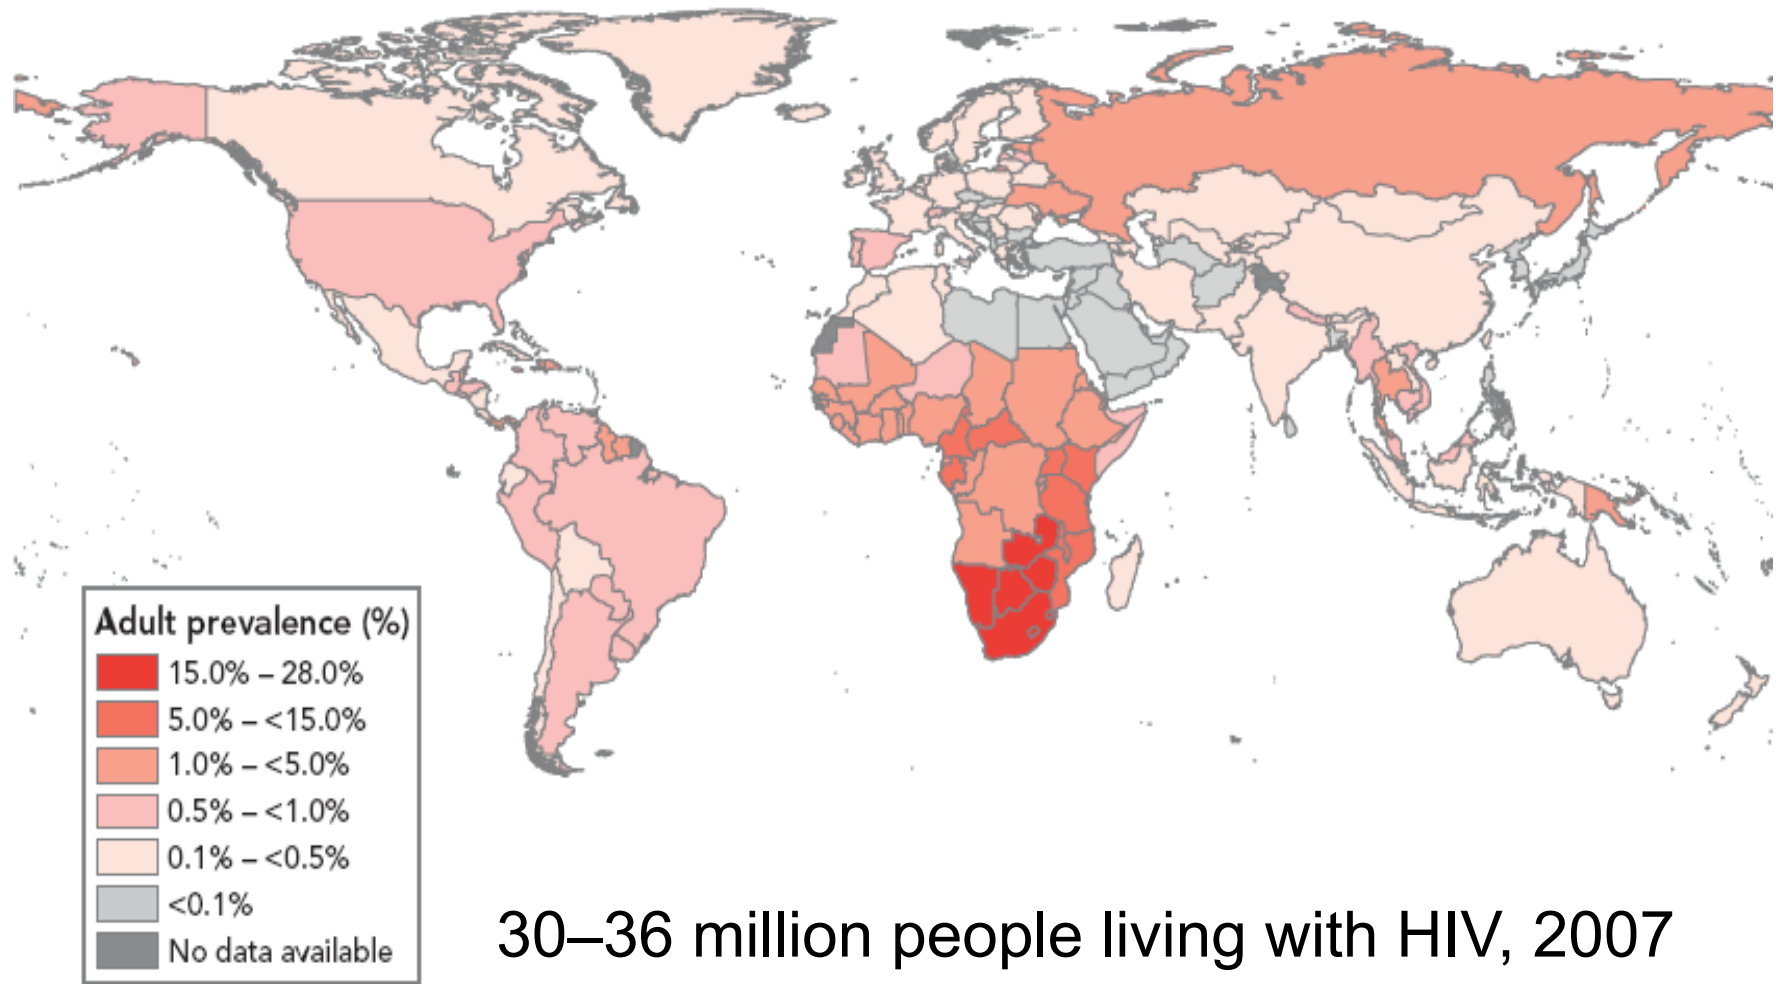 Adult prevalence (%)
15.0% – 28.0%
5.0% – <15.0%
1.0% – <5.0%
0.5% – <1.0%
0.1% – <0.5%
<0.1%
No data available
30–36 million people living with HIV, 2007